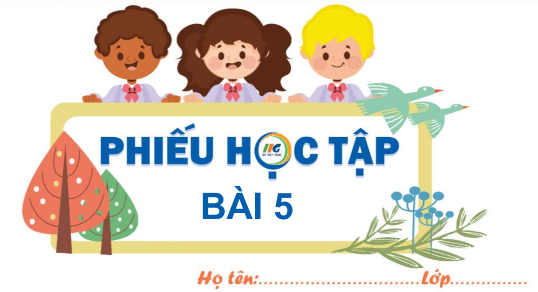 PHIẾU HỌC TẬP
BÀI 5
Họ tên:................................Lớp...............